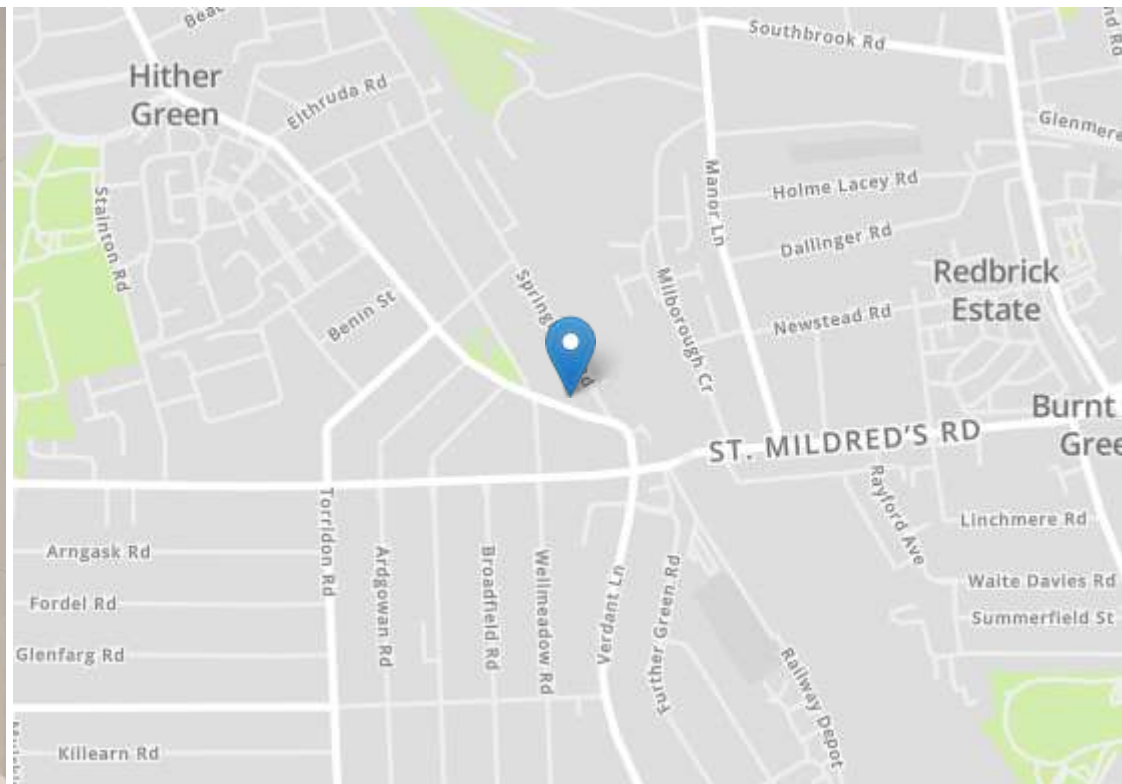 Southbrook Rd
Hither
Green
Elthruda Rd
Glenmere
Holme Lacey Rd
Manor Ln
Stainton Rd
Dallinger Rd
Redbrick
Estate
Milborough Cr
Benin St
Newstead Rd
Burnt
Gree
ST. MILDRED'S RD
Rayford Ave
Torridon Rd
Linchmere Rd
Arngask Rd
Ardgowan Rd
Broadfield Rd
Wellmeadow Rd
Verdant Ln
Further Green Rd
Waite Davies Rd
Fordel Rd
Summerfield St
Glenfarg Rd
Railway Depot
Killearn Rd